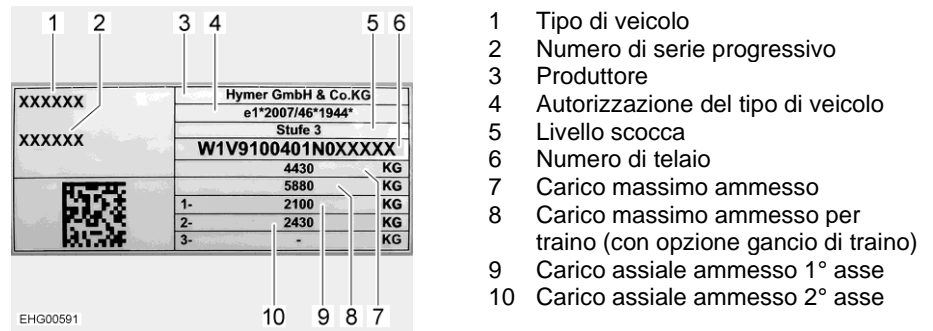 1 2 3 4 5 6
XXXXXX
XXXXXX
Hymer GmbH & Co.KG
e1*2007/46*1944*
Stufe 3
W1V9100401N0XXXXX
4430 KG
5880 KG
1- 2100 KG
2- 2430 KG
3- - KG
10 9 8 7
EHG00591
1 Tipo di veicolo
2 Numero di serie progressivo
3 Produttore
4 Autorizzazione del tipo di veicolo
5 Livello scocca
6 Numero di telaio
7 Carico massimo ammesso
8 Carico massimo ammesso per
traino (con opzione gancio di traino)
9 Carico assiale ammesso 1° asse
10 Carico assiale ammesso 2° asse